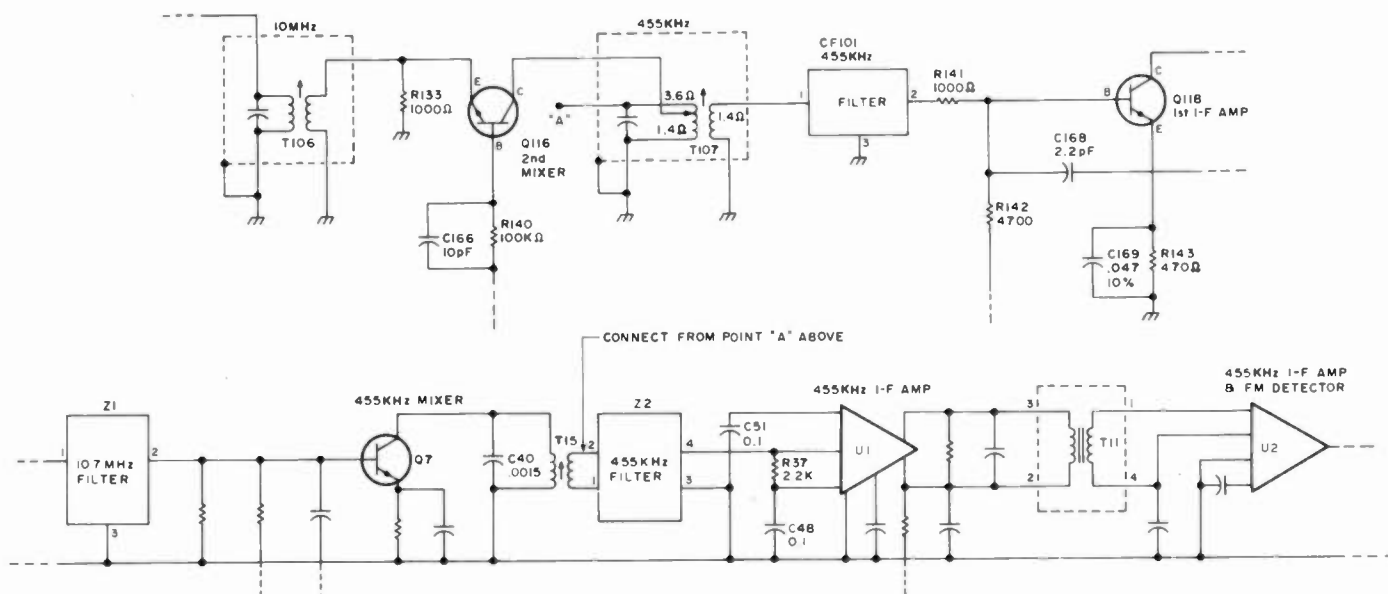 10MHz
T106
R133
1000Ω
E
C
B
Q116
2nd
MIXER
C166
10pF
R140
100KΩ
455KHz
"A"
3.6Ω
1.4Ω
1.4Ω
T107
CF101
455KHz
1
FILTER
2
3
R141
1000Ω
B
C
E
Q118
1st I-F AMP
C168
2.2pF
R142
4700
C169
.047
10%
R143
470Ω
CONNECT FROM POINT "A" ABOVE
Z1
1
10.7MHz
FILTER
2
3
455KHz MIXER
Q7
C40
.0015
T15
2
1
Z2
455KHz
FILTER
4
3
C51
0.1
R37
2.2K
C48
0.1
455KHz I-F AMP
U1
3
2
T11
1
4
455KHz I-F AMP
& FM DETECTOR
U2